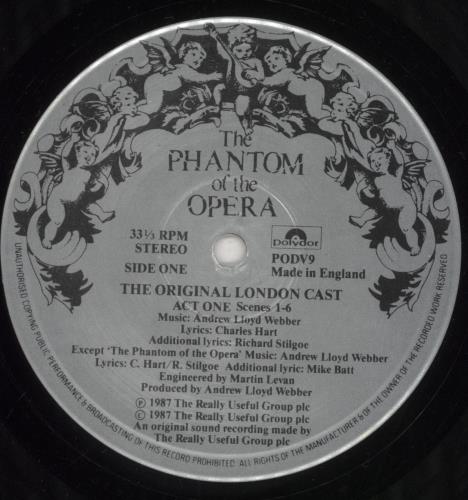 The
PHANTOM
of the
OPERA
33 1/3 RPM
STEREO
SIDE ONE
polydor
PODV9
Made in England
THE ORIGINAL LONDON CAST
ACT ONE Scenes 1-6
Music: Andrew Lloyd Webber
Lyrics: Charles Hart
Additional lyrics: Richard Stilgoe
Except 'The Phantom of the Opera' Music: Andrew Lloyd Webber
Lyrics: C. Hart/R. Stilgoe Additional lyric: Mike Batt
Engineered by Martin Levan
Produced by Andrew Lloyd Webber
℗ 1987 The Really Useful Group plc
© 1987 The Really Useful Group plc
An original sound recording made by
The Really Useful Group plc
UNAUTHORISED COPYING PUBLIC PERFORMANCE & BROADCASTING OF THIS RECORD PROHIBITED. ALL RIGHTS OF THE MANUFACTURER & OF THE OWNER OF THE RECORDED WORK RESERVED.